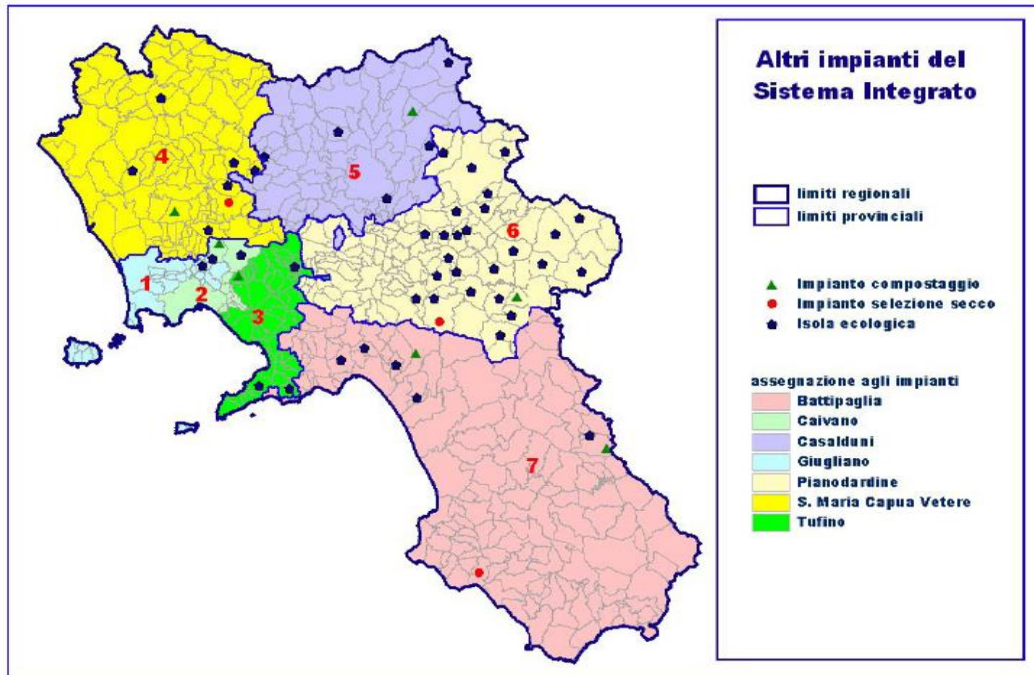 Altri impianti del
Sistema Integrato
limiti regionali
limiti provinciali
Impianto compostaggio
Impianto selezione secco
Isola ecologica
assegnazione agli impianti
Battipaglia
Caivano
Casalduni
Giugliano
Pianodardine
S. Maria Capua Vetere
Tufino
4
5
6
1
2
3
7